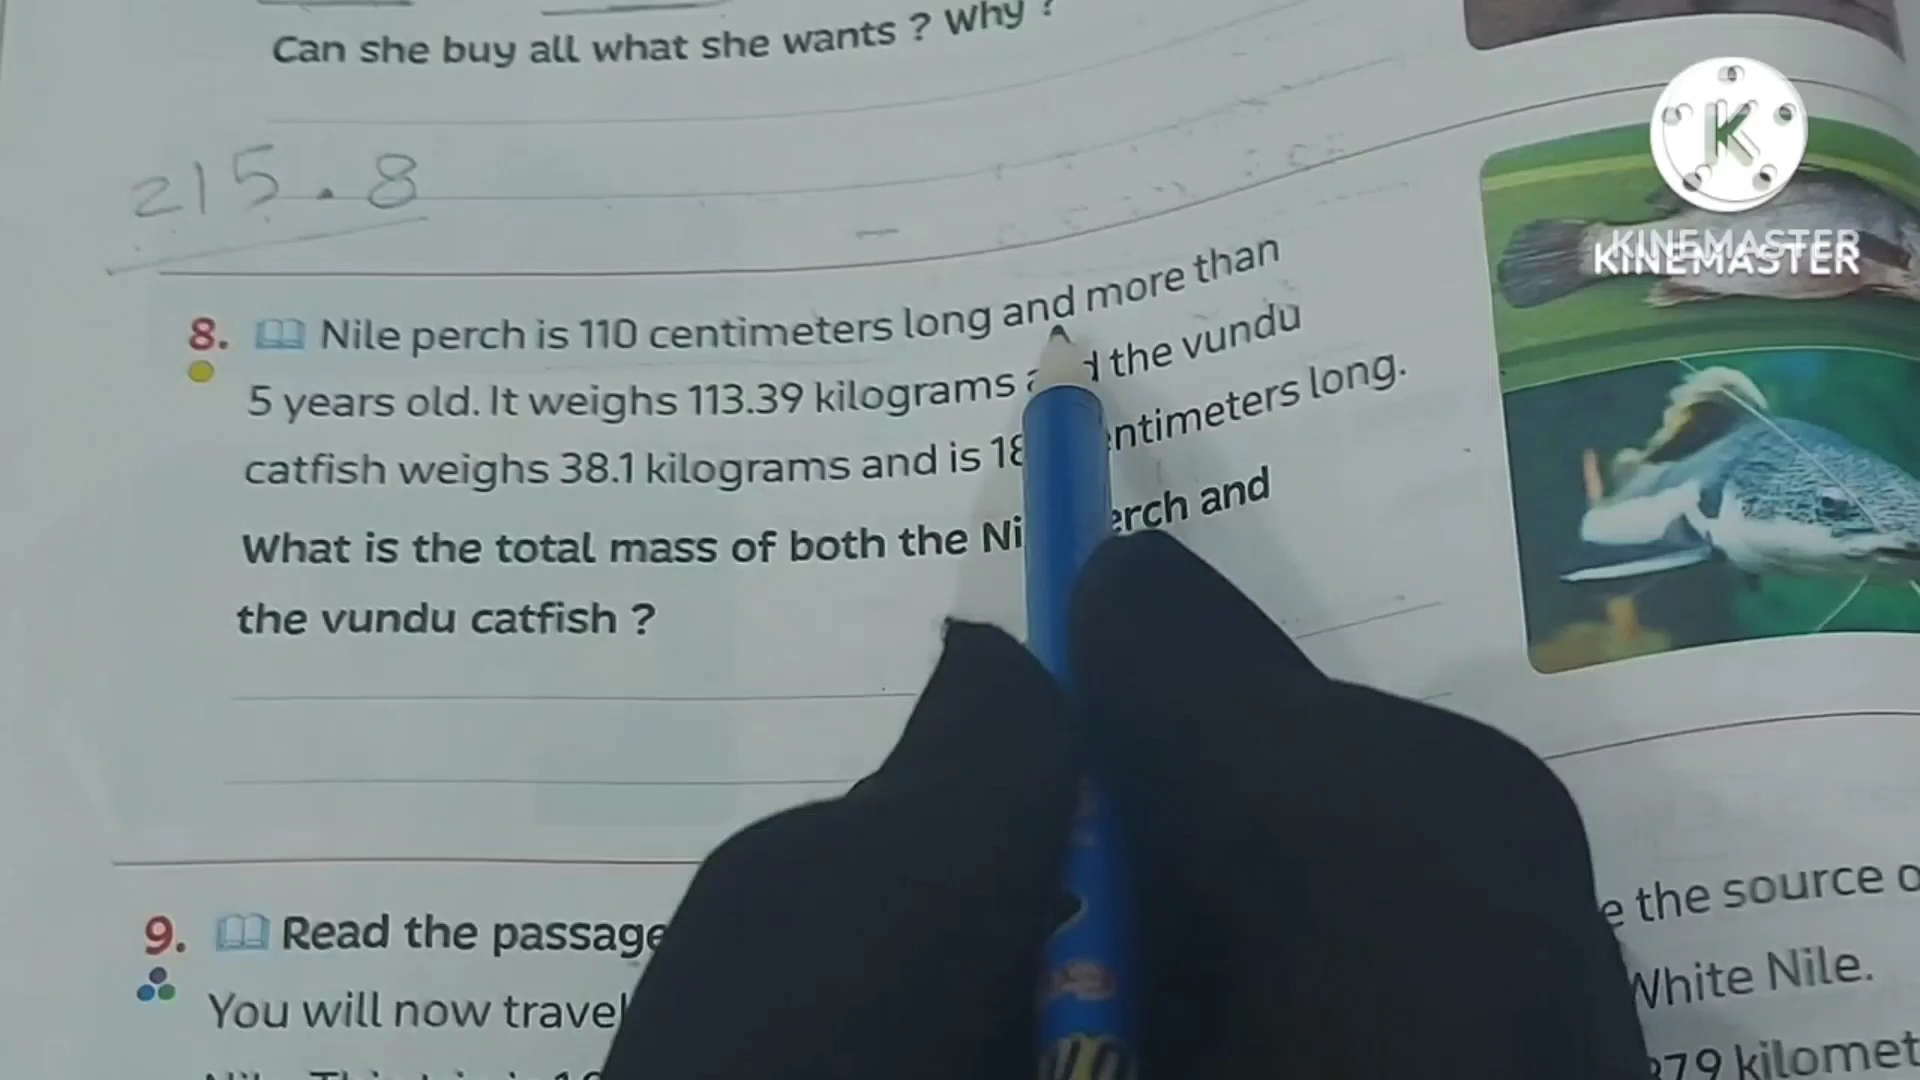 Can she buy all what she wants ? Why ?
215.8
KINEMASTER
8. Nile perch is 110 centimeters long and more than
5 years old. It weighs 113.39 kilograms the vundu
catfish weighs 38.1 kilograms and is long.
What is the total mass of both the and
the vundu catfish ?
9. Read the passage the source
You will now travel White Nile.